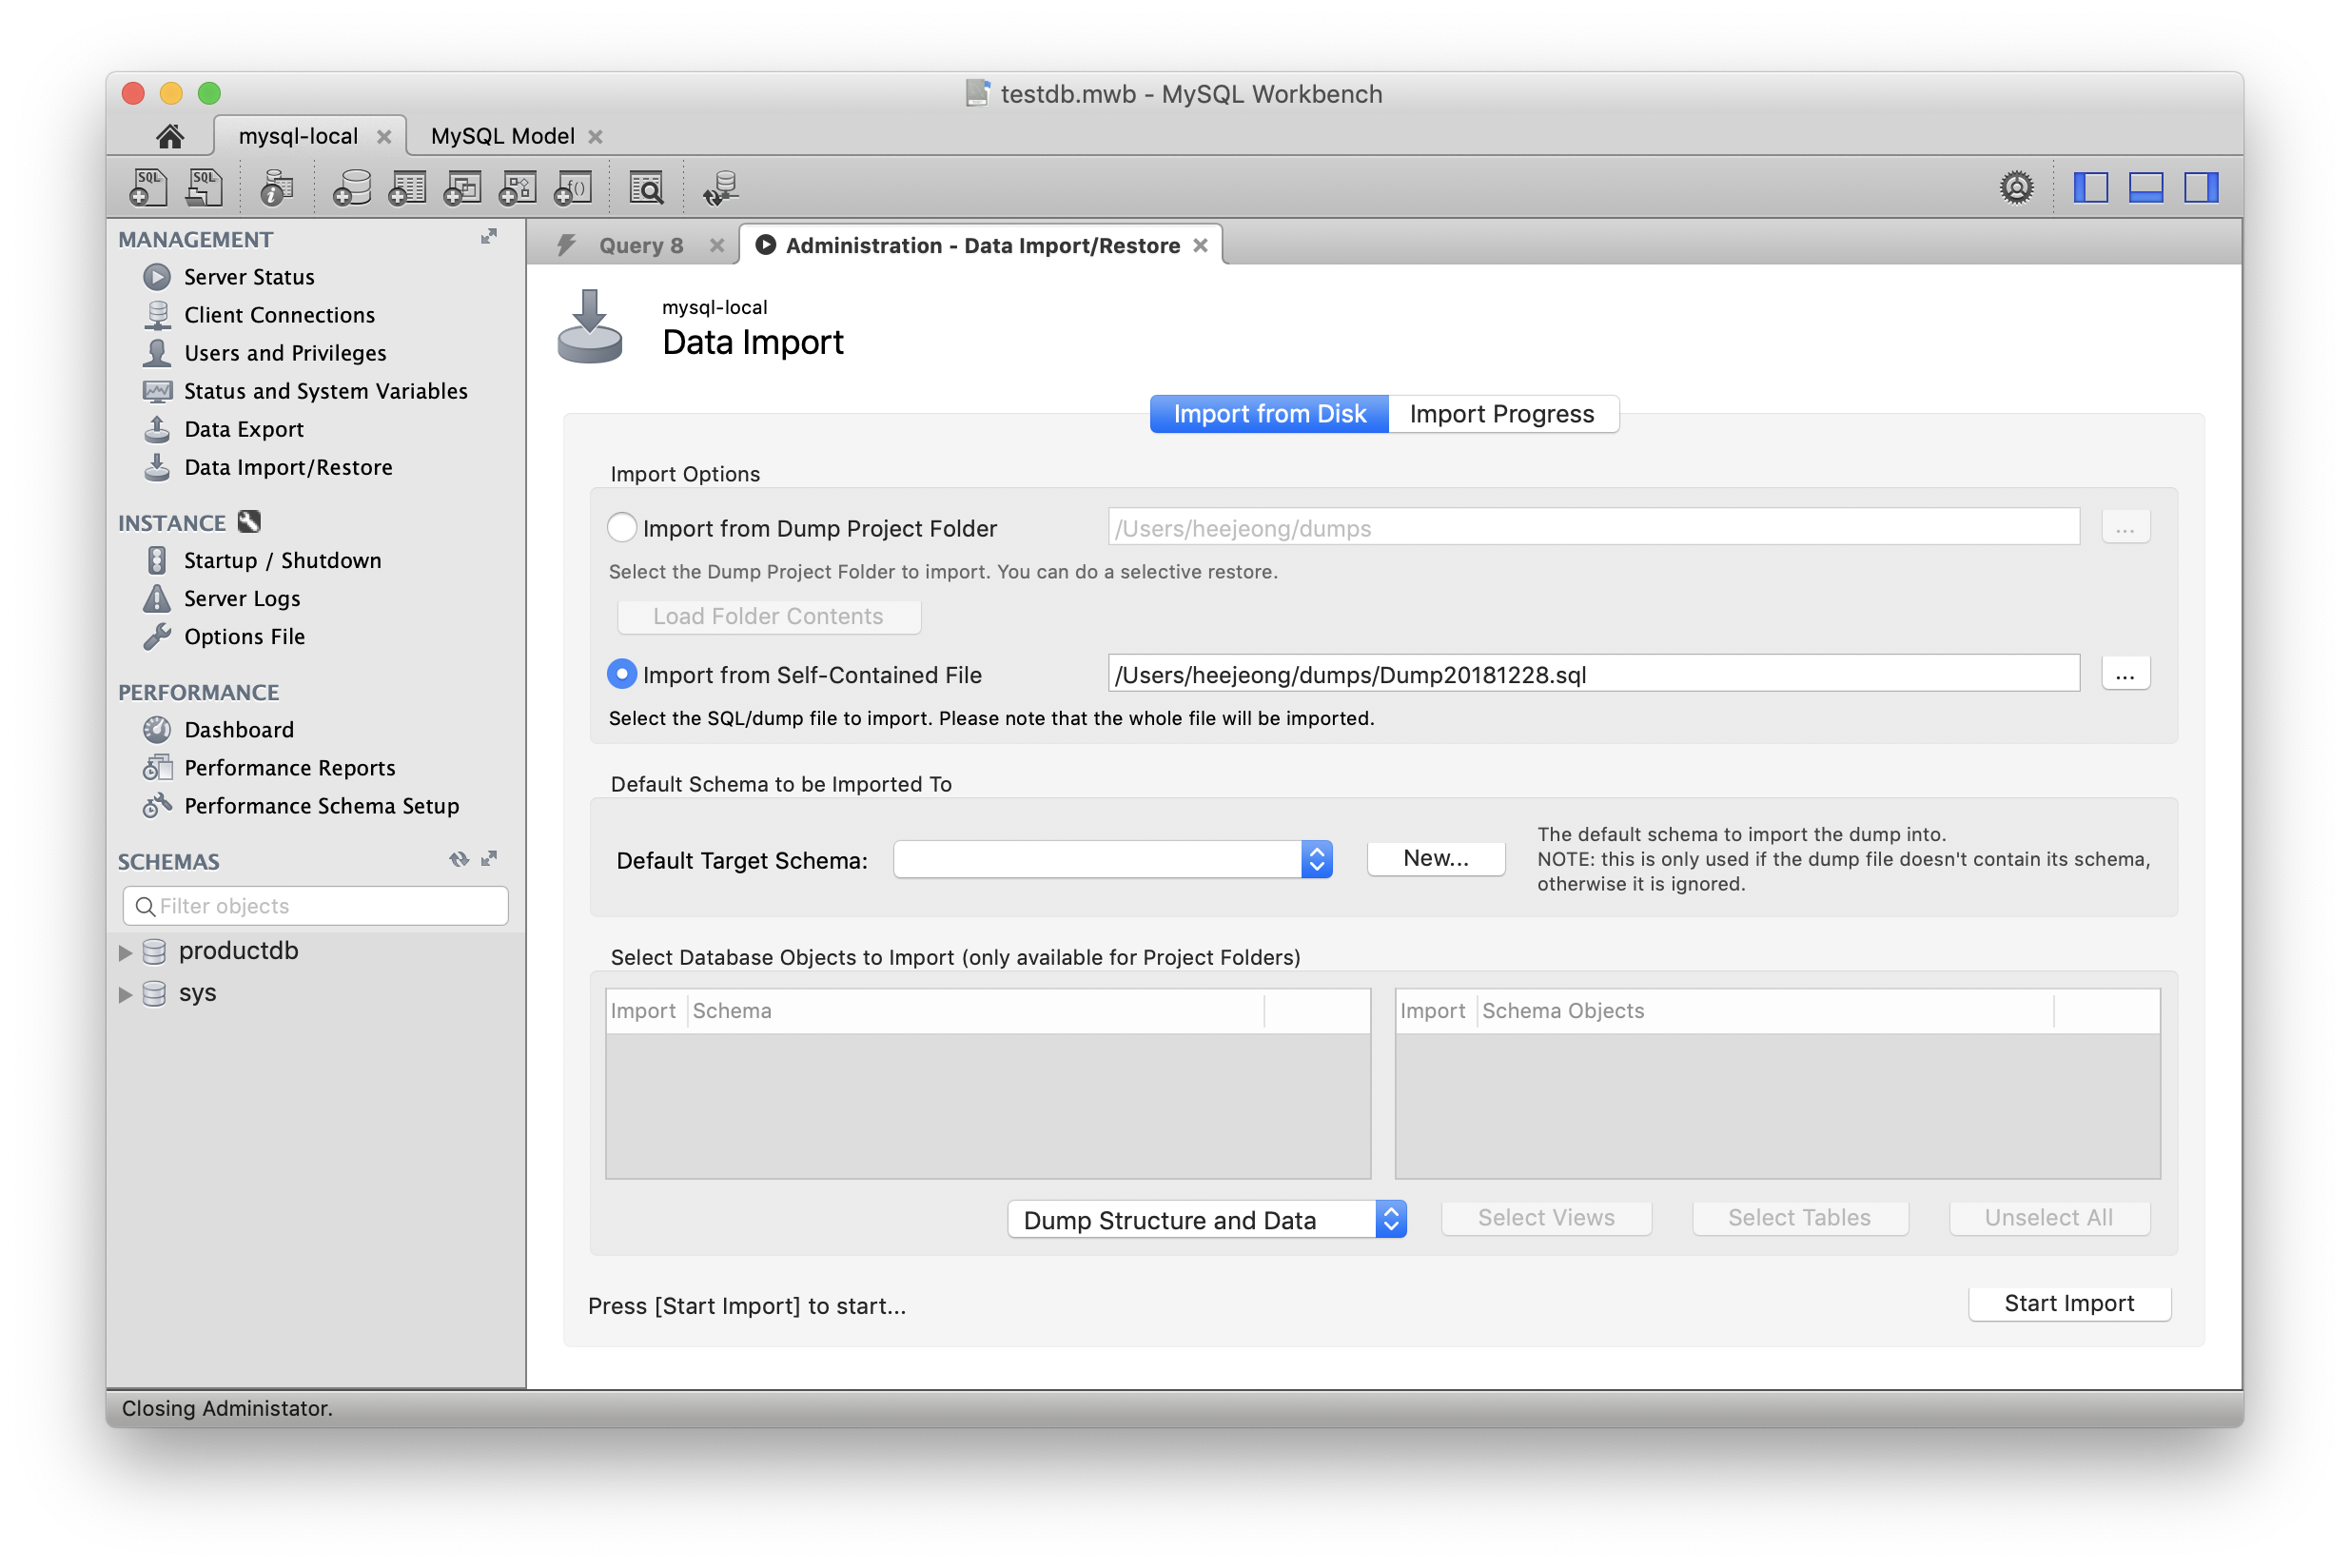 testdb.mwb - MySQL Workbench
mysql-local
MySQL Model
SQL
SQL
f()
MANAGEMENT
Server Status
Client Connections
Users and Privileges
Status and System Variables
Data Export
Data Import/Restore
INSTANCE
Startup / Shutdown
Server Logs
Options File
PERFORMANCE
Dashboard
Performance Reports
Performance Schema Setup
SCHEMAS
Filter objects
productdb
sys
Query 8
Administration - Data Import/Restore
mysql-local
Data Import
Import from Disk
Import Progress
Import Options
Import from Dump Project Folder
/Users/heejeong/dumps
...
Select the Dump Project Folder to import. You can do a selective restore.
Load Folder Contents
Import from Self-Contained File
/Users/heejeong/dumps/Dump20181228.sql
...
Select the SQL/dump file to import. Please note that the whole file will be imported.
Default Schema to be Imported To
Default Target Schema:
New...
The default schema to import the dump into.
NOTE: this is only used if the dump file doesn't contain its schema,
otherwise it is ignored.
Select Database Objects to Import (only available for Project Folders)
Import Schema
Import Schema Objects
Dump Structure and Data
Select Views
Select Tables
Unselect All
Press [Start Import] to start...
Start Import
Closing Administator.